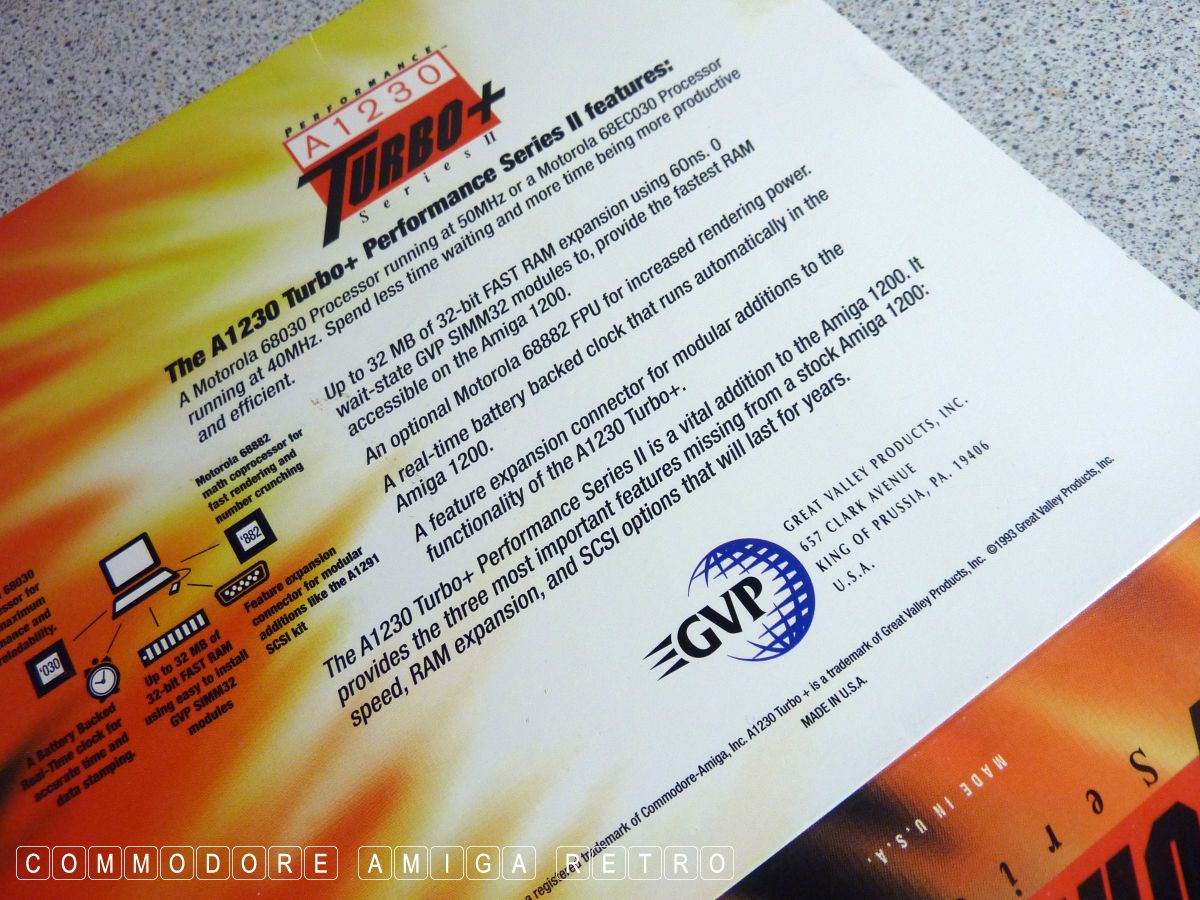 PERFORMANCE
A1230
TURBO+
Series II
The A1230 Turbo+ Performance Series II features:
A Motorola 68030 Processor running at 50MHz or a Motorola 68EC030 Processor
running at 40MHz. Spend less time waiting and more time being more productive
and efficient.
Up to 32 MB of 32-bit FAST RAM expansion using 60ns. 0
wait-state GVP SIMM32 modules to, provide the fastest RAM
accessible on the Amiga 1200.
An optional Motorola 68882 FPU for increased rendering power.
A real-time battery backed clock that runs automatically in the
Amiga 1200.
A feature expansion connector for modular additions to the
functionality of the A1230 Turbo+.
The A1230 Turbo+ Performance Series II is a vital addition to the Amiga 1200. It
provides the three most important features missing from a stock Amiga 1200:
speed, RAM expansion, and SCSI options that will last for years.
Motorola 68882
math coprocessor for
fast rendering and
number crunching
'882
Feature expansion
connector for modular
additions like the A1291
SCSI kit
68030
for
maximum
and
'030
Up to 32 MB of
32-bit FAST RAM
using easy to install
GVP SIMM32
modules
A Battery Backed
Real-Time clock for
accurate time and
data stamping.
GVP
GREAT VALLEY PRODUCTS, INC.
657 CLARK AVENUE
KING OF PRUSSIA, PA. 19406
U.S.A.
a registered trademark of Commodore-Amiga, Inc. A1230 Turbo + is a trademark of Great Valley Products, Inc. ©1993 Great Valley Products, Inc.
MADE IN U.S.A.
MADE IN U.S.A.
COMMODORE AMIGA RETRO